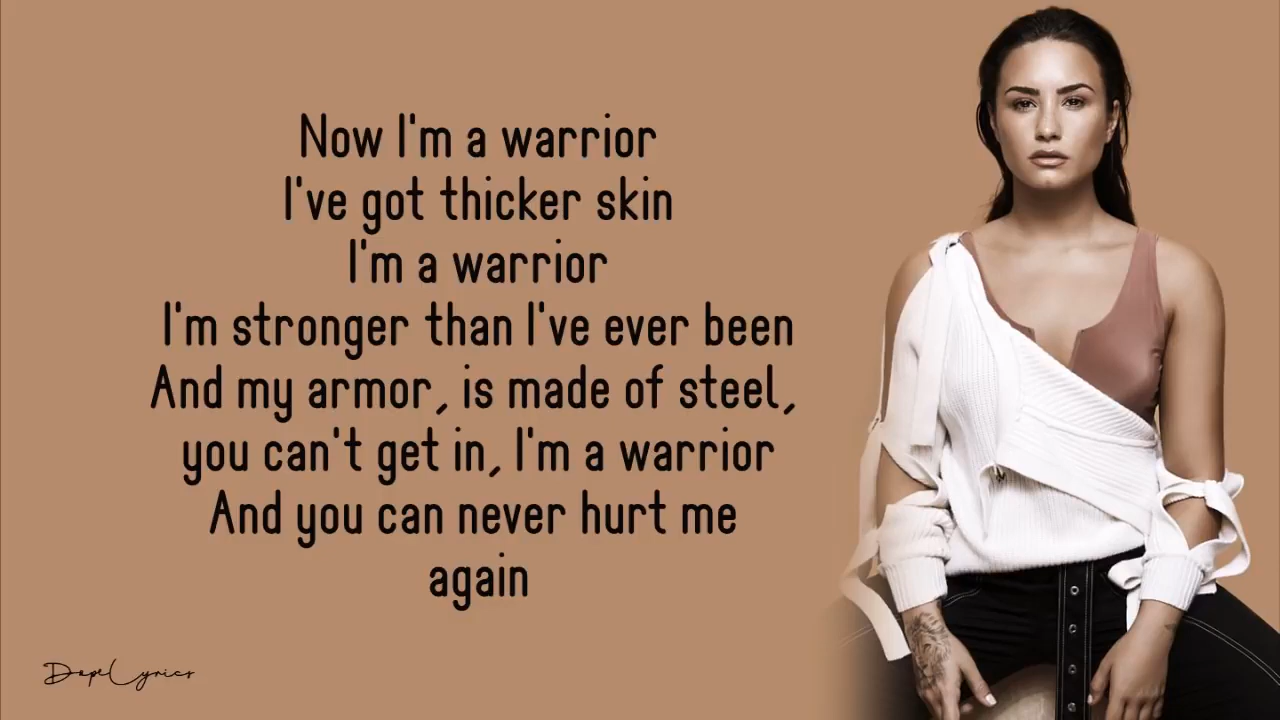 Now I'm a warrior
I've got thicker skin
I'm a warrior
I'm stronger than I've ever been
And my armor, is made of steel,
you can't get in, I'm a warrior
And you can never hurt me
again
DopeLyrics